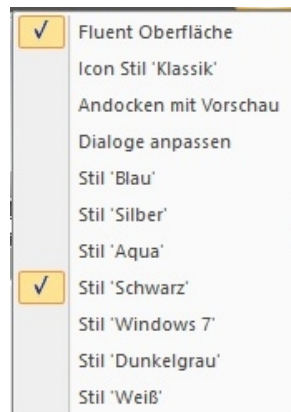 Fluent Oberfläche
Icon Stil 'Klassik'
Andocken mit Vorschau
Dialoge anpassen
Stil 'Blau'
Stil 'Silber'
Stil 'Aqua'
Stil 'Schwarz'
Stil 'Windows 7'
Stil 'Dunkelgrau'
Stil 'Weiß'